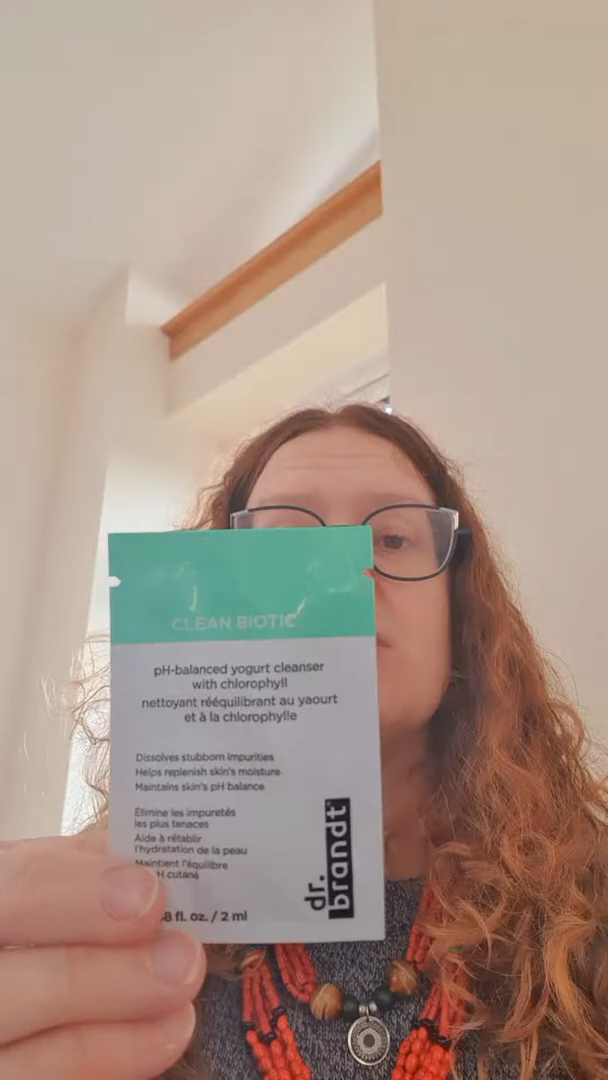 CLEAN BIOTIC
pH-balanced yogurt cleanser
with chlorophyll
nettoyant rééquilibrant au yaourt
et à la chlorophylle
Dissolves stubborn impurities
Helps replenish skin's moisture
Maintains skin's pH balance
Élimine les impuretés
les plus tenaces
Aide à rétablir
l'hydratation de la peau
Maintient l'équilibre
H cutané
8 fl. oz. / 2 ml
dr.
brandt